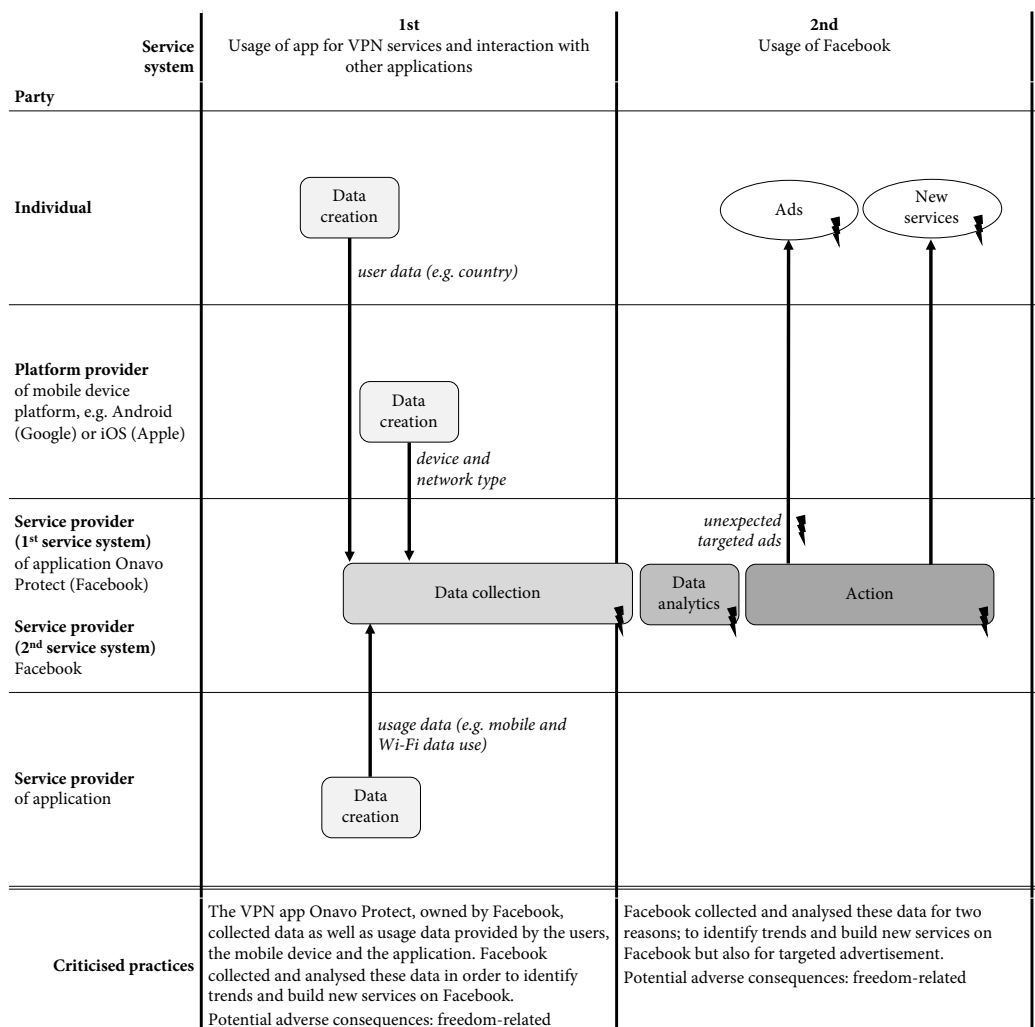 Service
system
1st
Usage of app for VPN services and interaction with
other applications
2nd
Usage of Facebook
Party
Individual
Data
creation
user data (e.g. country)
Ads
New
services
Platform provider
of mobile device
platform, e.g. Android
(Google) or iOS (Apple)
Data
creation
device and
network type
Service provider
(1st service system)
of application Onavo
Protect (Facebook)
Service provider
(2nd service system)
Facebook
unexpected
targeted ads
Data collection
Data
analytics
Action
usage data (e.g. mobile and
Wi-Fi data use)
Service provider
of application
Data
creation
Criticised practices
The VPN app Onavo Protect, owned by Facebook,
collected data as well as usage data provided by the users,
the mobile device and the application. Facebook
collected and analysed these data in order to identify
trends and build new services on Facebook.
Potential adverse consequences: freedom-related
Facebook collected and analysed these data for two
reasons; to identify trends and build new services on
Facebook but also for targeted advertisement.
Potential adverse consequences: freedom-related